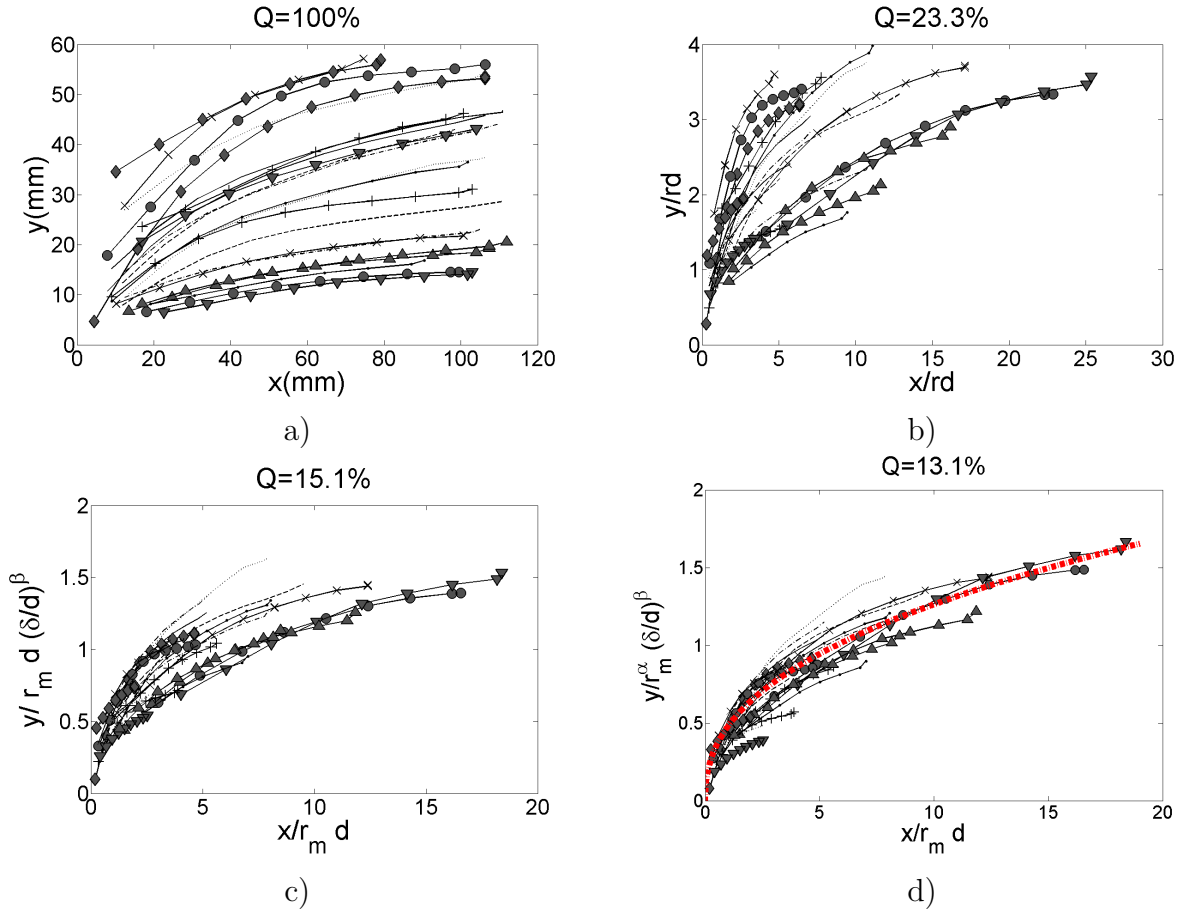 Q=100%
60
50
40
30
20
10
0
y(mm)
20
40
60
80
100
120
x(mm)
a)
Q=23.3%
4
3
2
1
0
y/rd
0
5
10
15
20
25
30
x/rd
b)
Q=15.1%
2
1.5
1
0.5
0
y/ r_m d (δ/d)^β
0
5
10
15
20
x/r_m d
c)
Q=13.1%
2
1.5
1
0.5
0
y/r_m^α (δ/d)^β
0
5
10
15
20
x/r_m d
d)